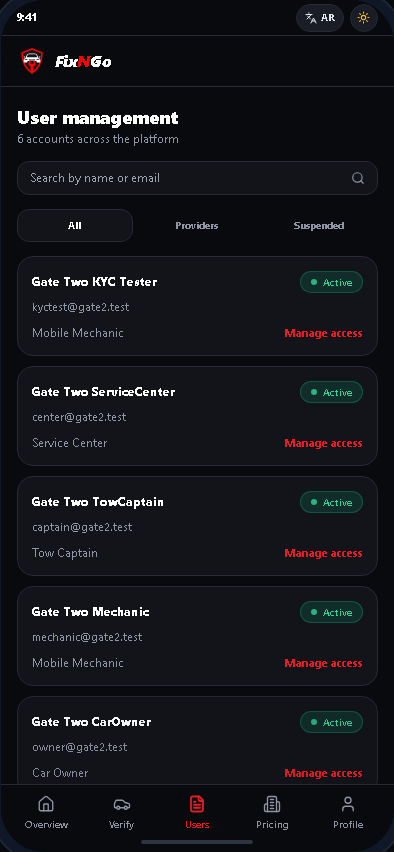 9:41
AR
FixNGo
User management
6 accounts across the platform
Search by name or email
All
Providers
Suspended
Gate Two KYC Tester
Active
kyctest@gate2.test
Mobile Mechanic
Manage access
Gate Two ServiceCenter
Active
center@gate2.test
Service Center
Manage access
Gate Two TowCaptain
Active
captain@gate2.test
Tow Captain
Manage access
Gate Two Mechanic
Active
mechanic@gate2.test
Mobile Mechanic
Manage access
Gate Two CarOwner
Active
owner@gate2.test
Car Owner
Manage access
Overview
Verify
Users
Pricing
Profile